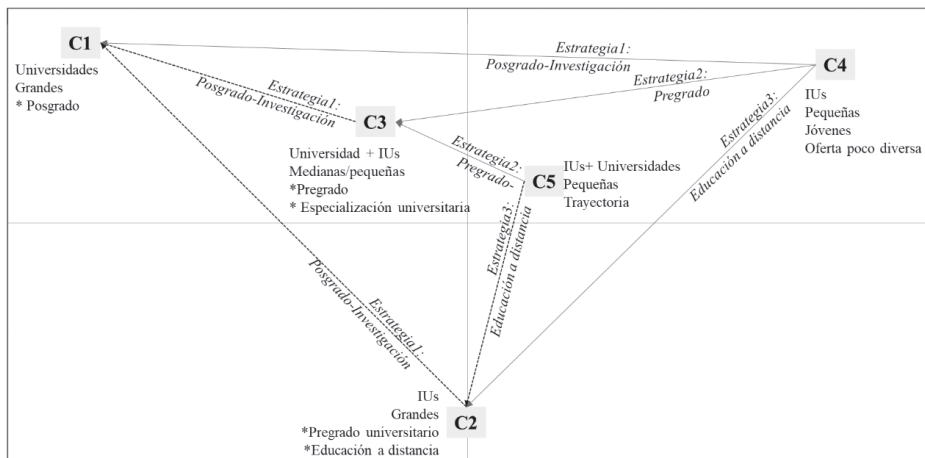 C1
Universidades
Grandes
* Posgrado
Estrategia1:
Posgrado-Investigación
C4
IUs
Pequeñas
Jóvenes
Oferta poco diversa
Estrategia2:
Pregrado
Estrategia1:
Posgrado-Investigación
C3
Universidad + IUs
Medianas/pequeñas
*Pregrado
* Especialización universitaria
Estrategia2:
Pregrado-
C5
IUs+ Universidades
Pequeñas
Trayectoria
Estrategia3:
Educación a distancia
Estrategia3:
Educación a distancia
Estrategia1:
Posgrado-Investigación
IUs
Grandes
*Pregrado universitario
*Educación a distancia
C2